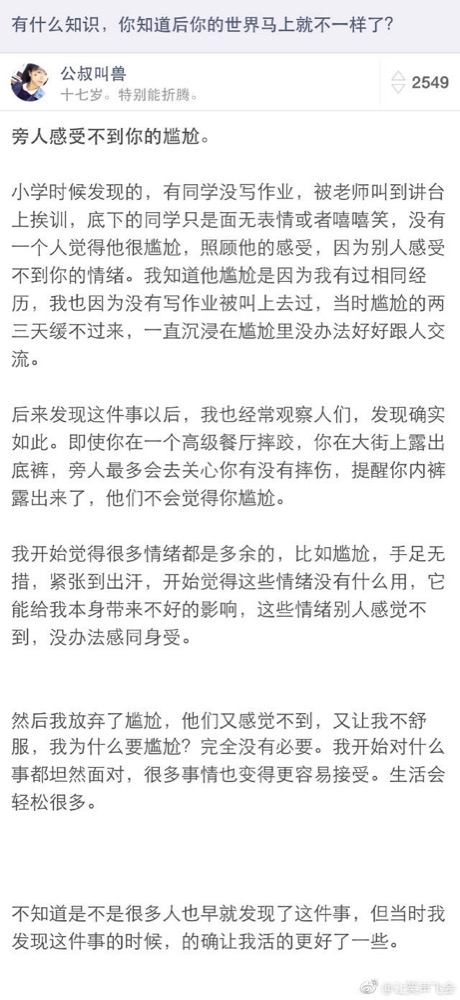 有什么知识，你知道后你的世界马上就不一样了？
公叔叫兽
十七岁。特别能折腾。
2549
旁人感受不到你的尴尬。
小学时候发现的，有同学没写作业，被老师叫到讲台
上挨训，底下的同学只是面无表情或者嘻嘻笑，没有
一个人觉得他很尴尬，照顾他的感受，因为别人感受
不到你的情绪。我知道他尴尬是因为我有过相同经
历，我也因为没有写作业被叫上去过，当时尴尬的两
三天缓不过来，一直沉浸在尴尬里没办法好好跟人交
流。
后来发现这件事以后，我也经常观察人们，发现确实
如此。即使你在一个高级餐厅摔跤，你在大街上露出
底裤，旁人最多会去关心你有没有摔伤，提醒你内裤
露出来了，他们不会觉得你尴尬。
我开始觉得很多情绪都是多余的，比如尴尬，手足无
措，紧张到出汗，开始觉得这些情绪没有什么用，它
能给我本身带来不好的影响，这些情绪别人感觉不
到，没办法感同身受。
然后我放弃了尴尬，他们又感觉不到，又让我不舒
服，我为什么要尴尬？完全没有必要。我开始对什么
事都坦然面对，很多事情也变得更容易接受。生活会
轻松很多。
不知道是不是很多人也早就发现了这件事，但当时我
发现这件事的时候，的确让我活的更好了一些。